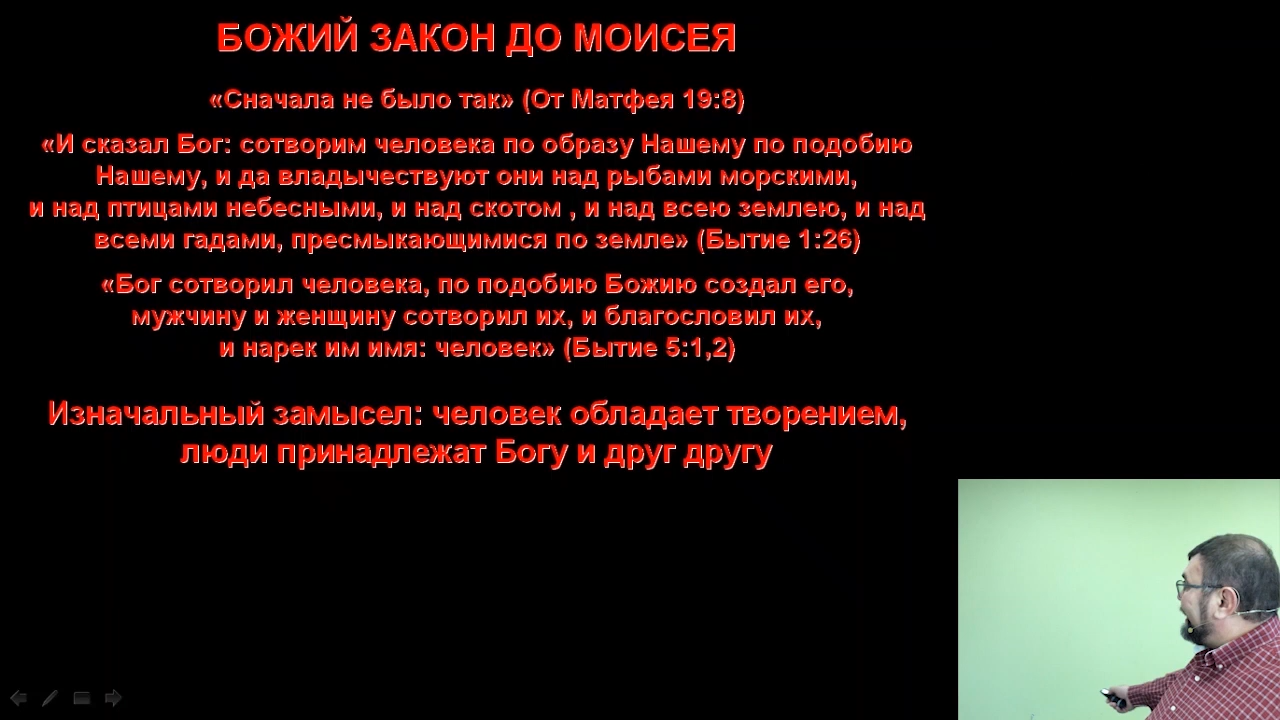 БОЖИЙ ЗАКОН ДО МОИСЕЯ
«Сначала не было так» (От Матфея 19:8)
«И сказал Бог: сотворим человека по образу Нашему по подобию
Нашему, и да владычествуют они над рыбами морскими,
и над птицами небесными, и над скотом , и над всею землею, и над
всеми гадами, пресмыкающимися по земле» (Бытие 1:26)
«Бог сотворил человека, по подобию Божию создал его,
мужчину и женщину сотворил их, и благословил их,
и нарек им имя: человек» (Бытие 5:1,2)
Изначальный замысел: человек обладает творением,
люди принадлежат Богу и друг другу